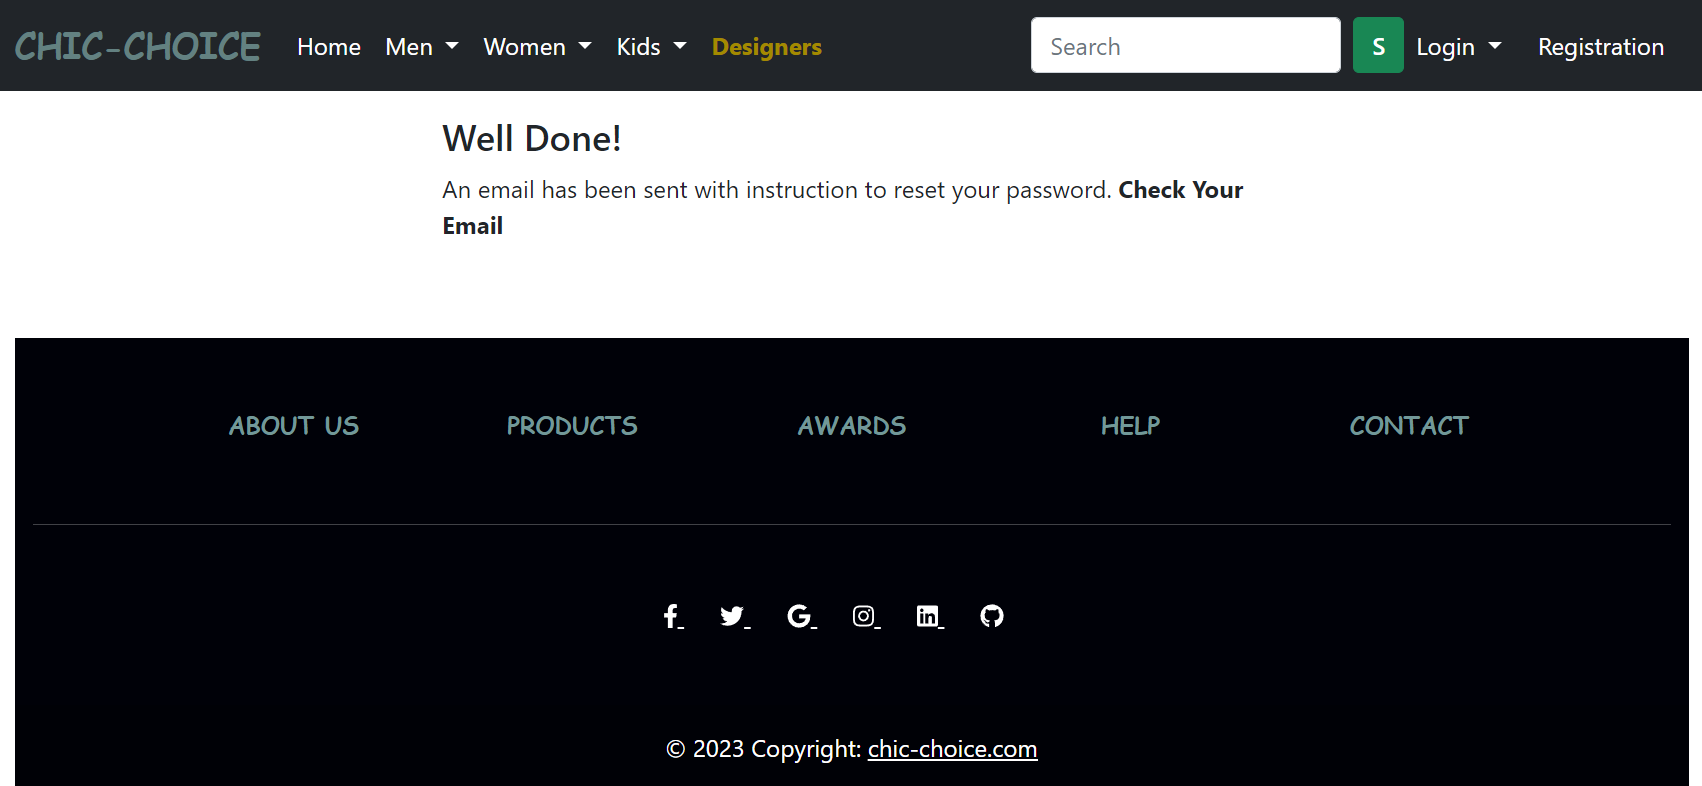 CHIC-CHOICE Home Men Women Kids Designers Search S Login Registration
Well Done!
An email has been sent with instruction to reset your password. Check Your
Email
ABOUT US PRODUCTS AWARDS HELP CONTACT
© 2023 Copyright: chic-choice.com